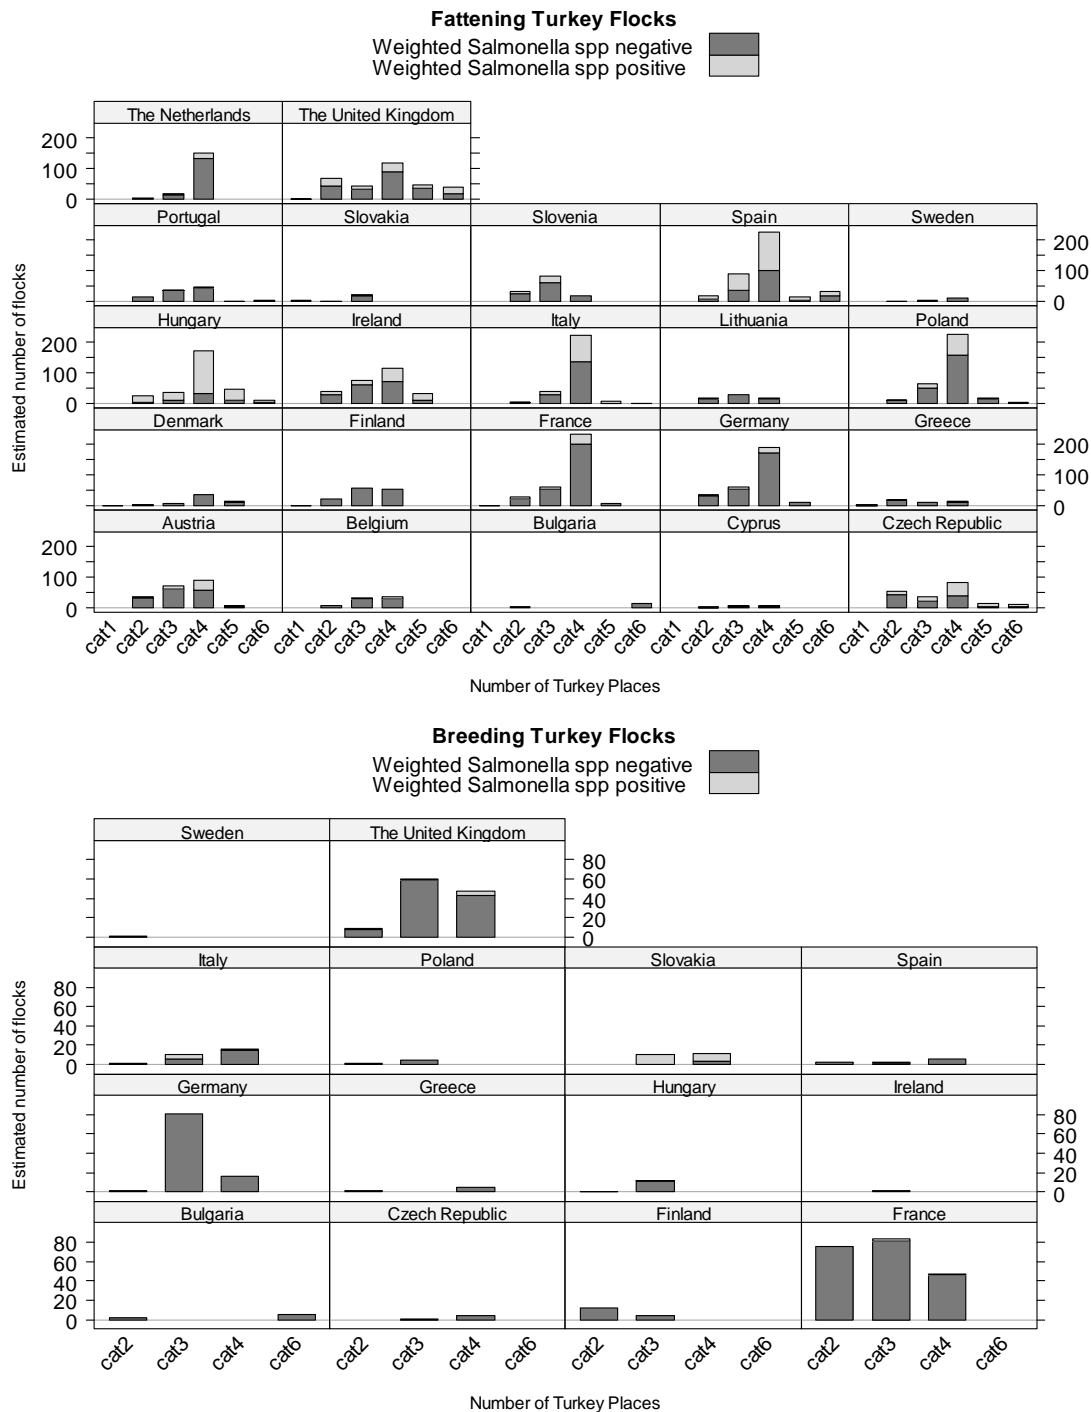 Fattening Turkey Flocks
Weighted Salmonella spp negative
Weighted Salmonella spp positive
The Netherlands The United Kingdom
200
100
0
Portugal Slovakia Slovenia Spain Sweden
200
100
0
Hungary Ireland Italy Lithuania Poland
200
100
0
Denmark Finland France Germany Greece
200
100
0
Austria Belgium Bulgaria Cyprus Czech Republic
200
100
0
Estimated number of flocks
cat1 cat2 cat3 cat4 cat5 cat6 cat1 cat2 cat3 cat4 cat5 cat6 cat1 cat2 cat3 cat4 cat5 cat6 cat1 cat2 cat3 cat4 cat5 cat6 cat1 cat2 cat3 cat4 cat5 cat6
Number of Turkey Places
Breeding Turkey Flocks
Weighted Salmonella spp negative
Weighted Salmonella spp positive
Sweden The United Kingdom
80
60
40
20
0
Italy Poland Slovakia Spain
80
60
40
20
0
Germany Greece Hungary Ireland
80
60
40
20
0
Bulgaria Czech Republic Finland France
80
60
40
20
0
Estimated number of flocks
cat2 cat3 cat4 cat6 cat2 cat3 cat4 cat6 cat2 cat3 cat4 cat6 cat2 cat3 cat4 cat6
Number of Turkey Places